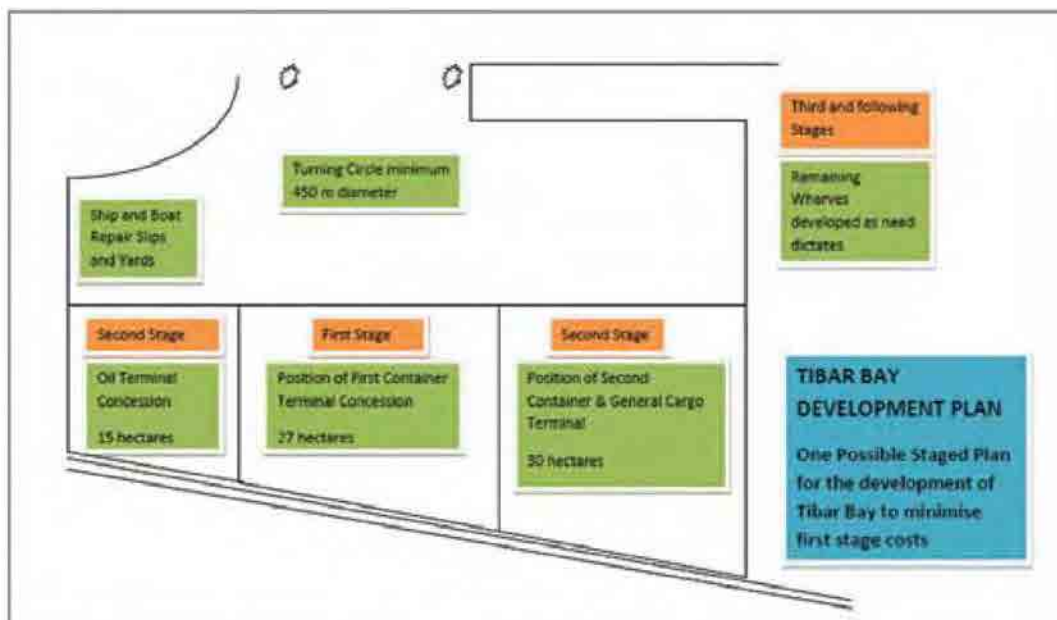 Third and following
Stages
Turning Circle minimum
450 m diameter
Remaining
Wharves
developed as need
dictates
Ship and Boat
Repair Slips
and Yards
Second Stage
First Stage
Second Stage
Oil Terminal
Concession
15 hectares
Position of First Container
Terminal Concession
27 hectares
Position of Second
Container & General Cargo
Terminal
30 hectares
TIBAR BAY
DEVELOPMENT PLAN
One Possible Staged Plan
for the development of
Tibar Bay to minimise
first stage costs